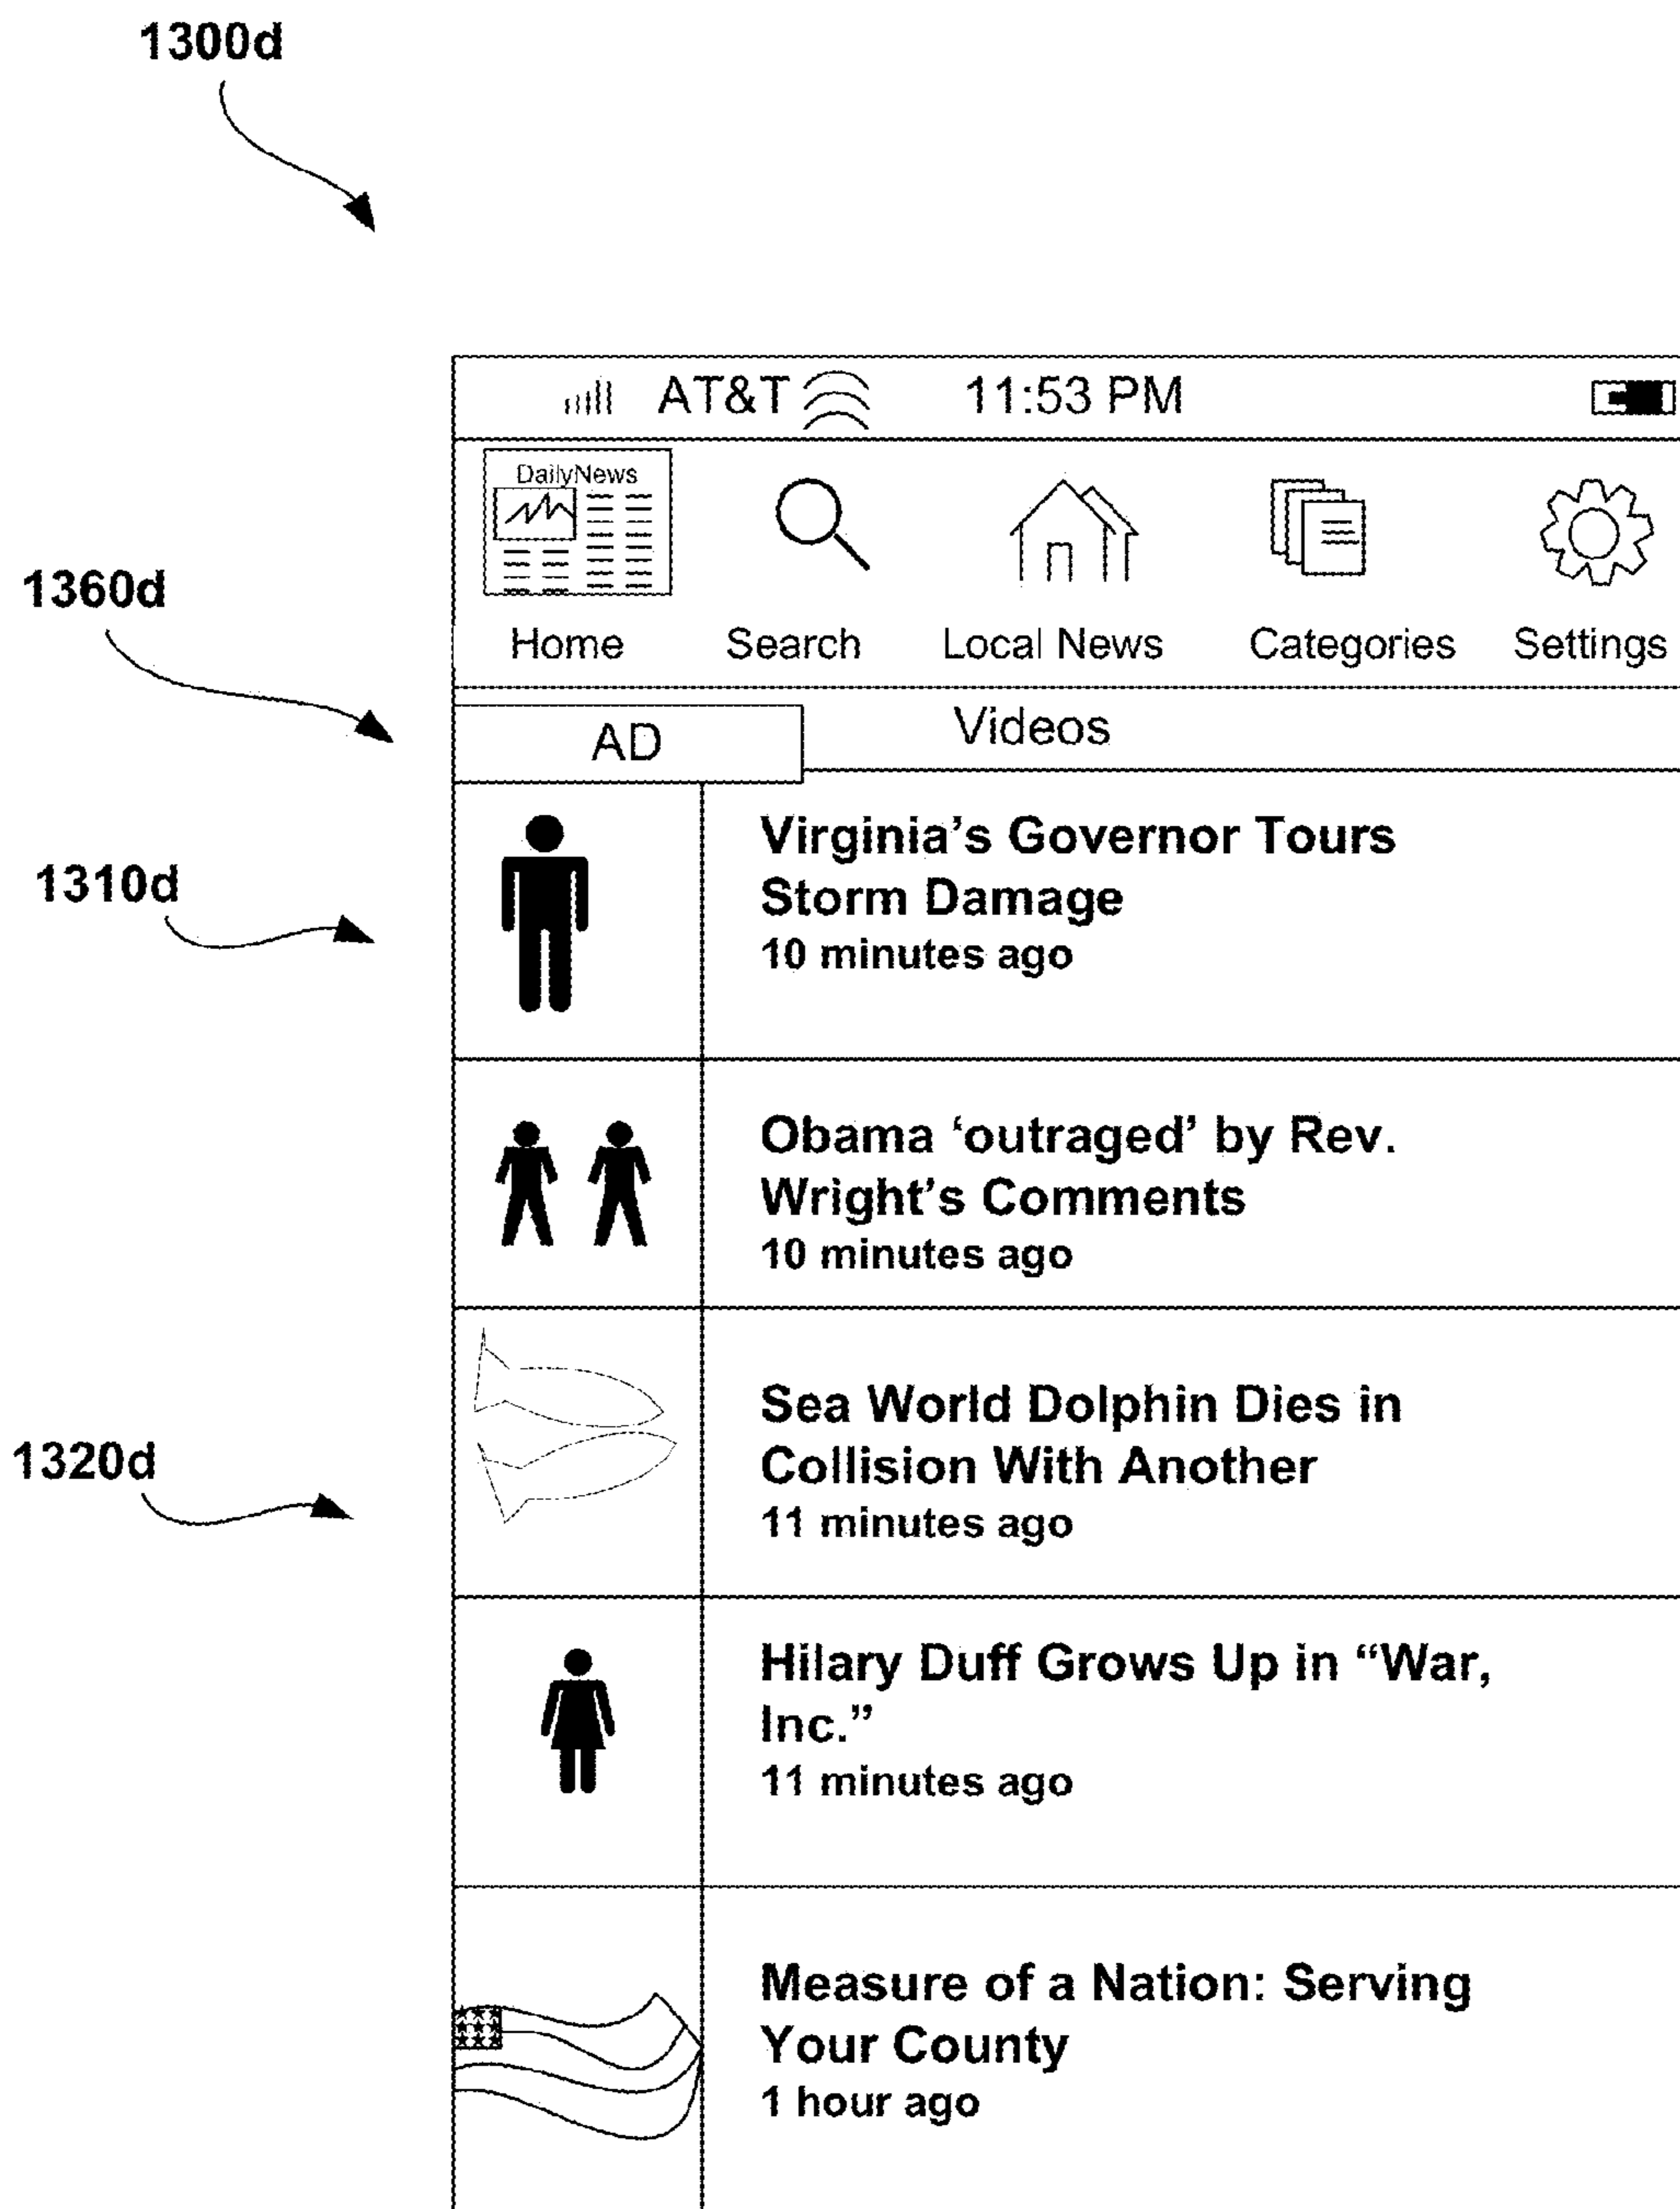 1300d
AT&T 11:53 PM
DailyNews
1360d
Home Search Local News Categories Settings
AD Videos
1310d
Virginia’s Governor Tours
Storm Damage
10 minutes ago
Obama ‘outraged’ by Rev.
Wright’s Comments
10 minutes ago
1320d
Sea World Dolphin Dies in
Collision With Another
11 minutes ago
Hilary Duff Grows Up in “War,
Inc.”
11 minutes ago
Measure of a Nation: Serving
Your County
1 hour ago